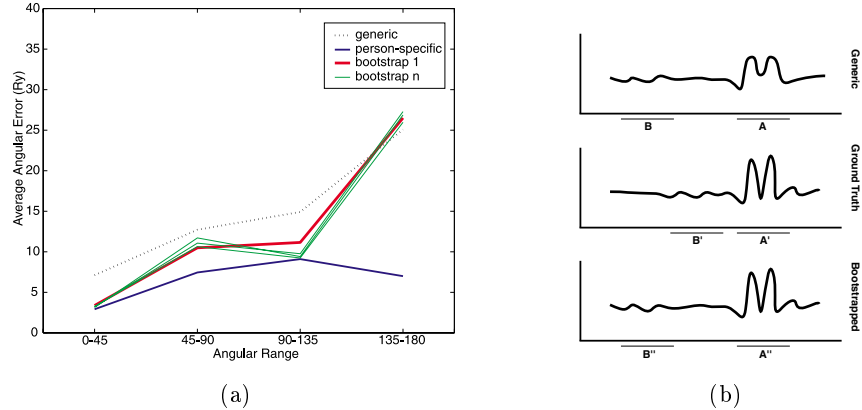 40
35
30
25
20
15
10
5
0
Average Angular Error (Ry)
0-45 45-90 90-135 135-180
Angular Range
generic
person-specific
bootstrap 1
bootstrap n
(a)
Generic
B A
Ground Truth
B' A'
Bootstrapped
B" A"
(b)